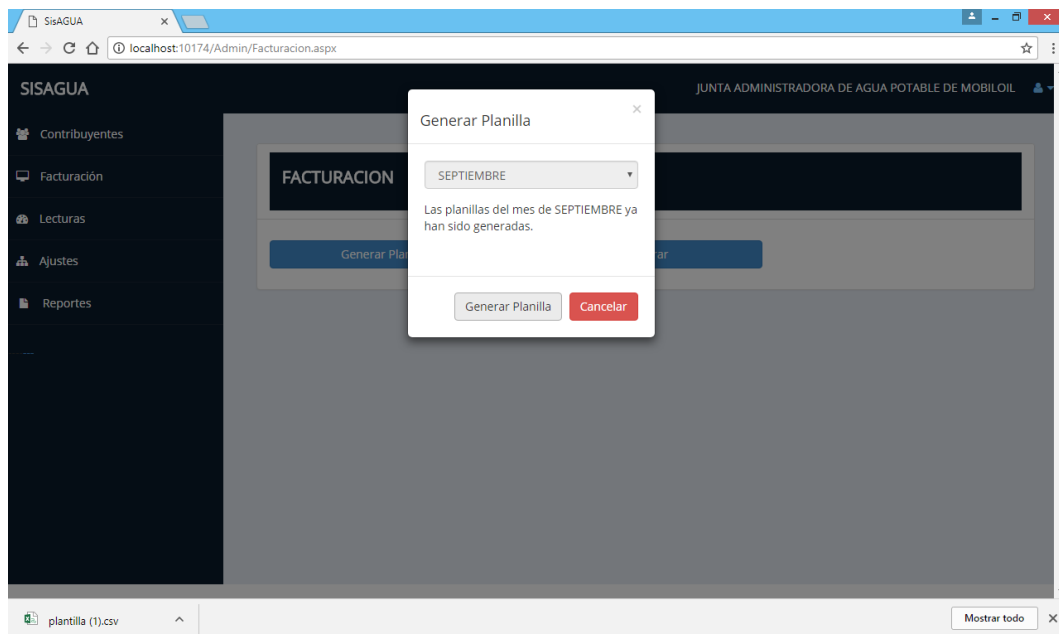 SisAGUA
localhost:10174/Admin/Facturacion.aspx
SISAGUA
JUNTA ADMINISTRADORA DE AGUA POTABLE DE MOBILOIL
Contribuyentes
Facturación
Lecturas
Ajustes
Reportes
FACTURACION
Generar Plan
rar
Generar Planilla
SEPTIEMBRE
Las planillas del mes de SEPTIEMBRE ya
han sido generadas.
Generar Planilla
Cancelar
plantilla (1).csv
Mostrar todo